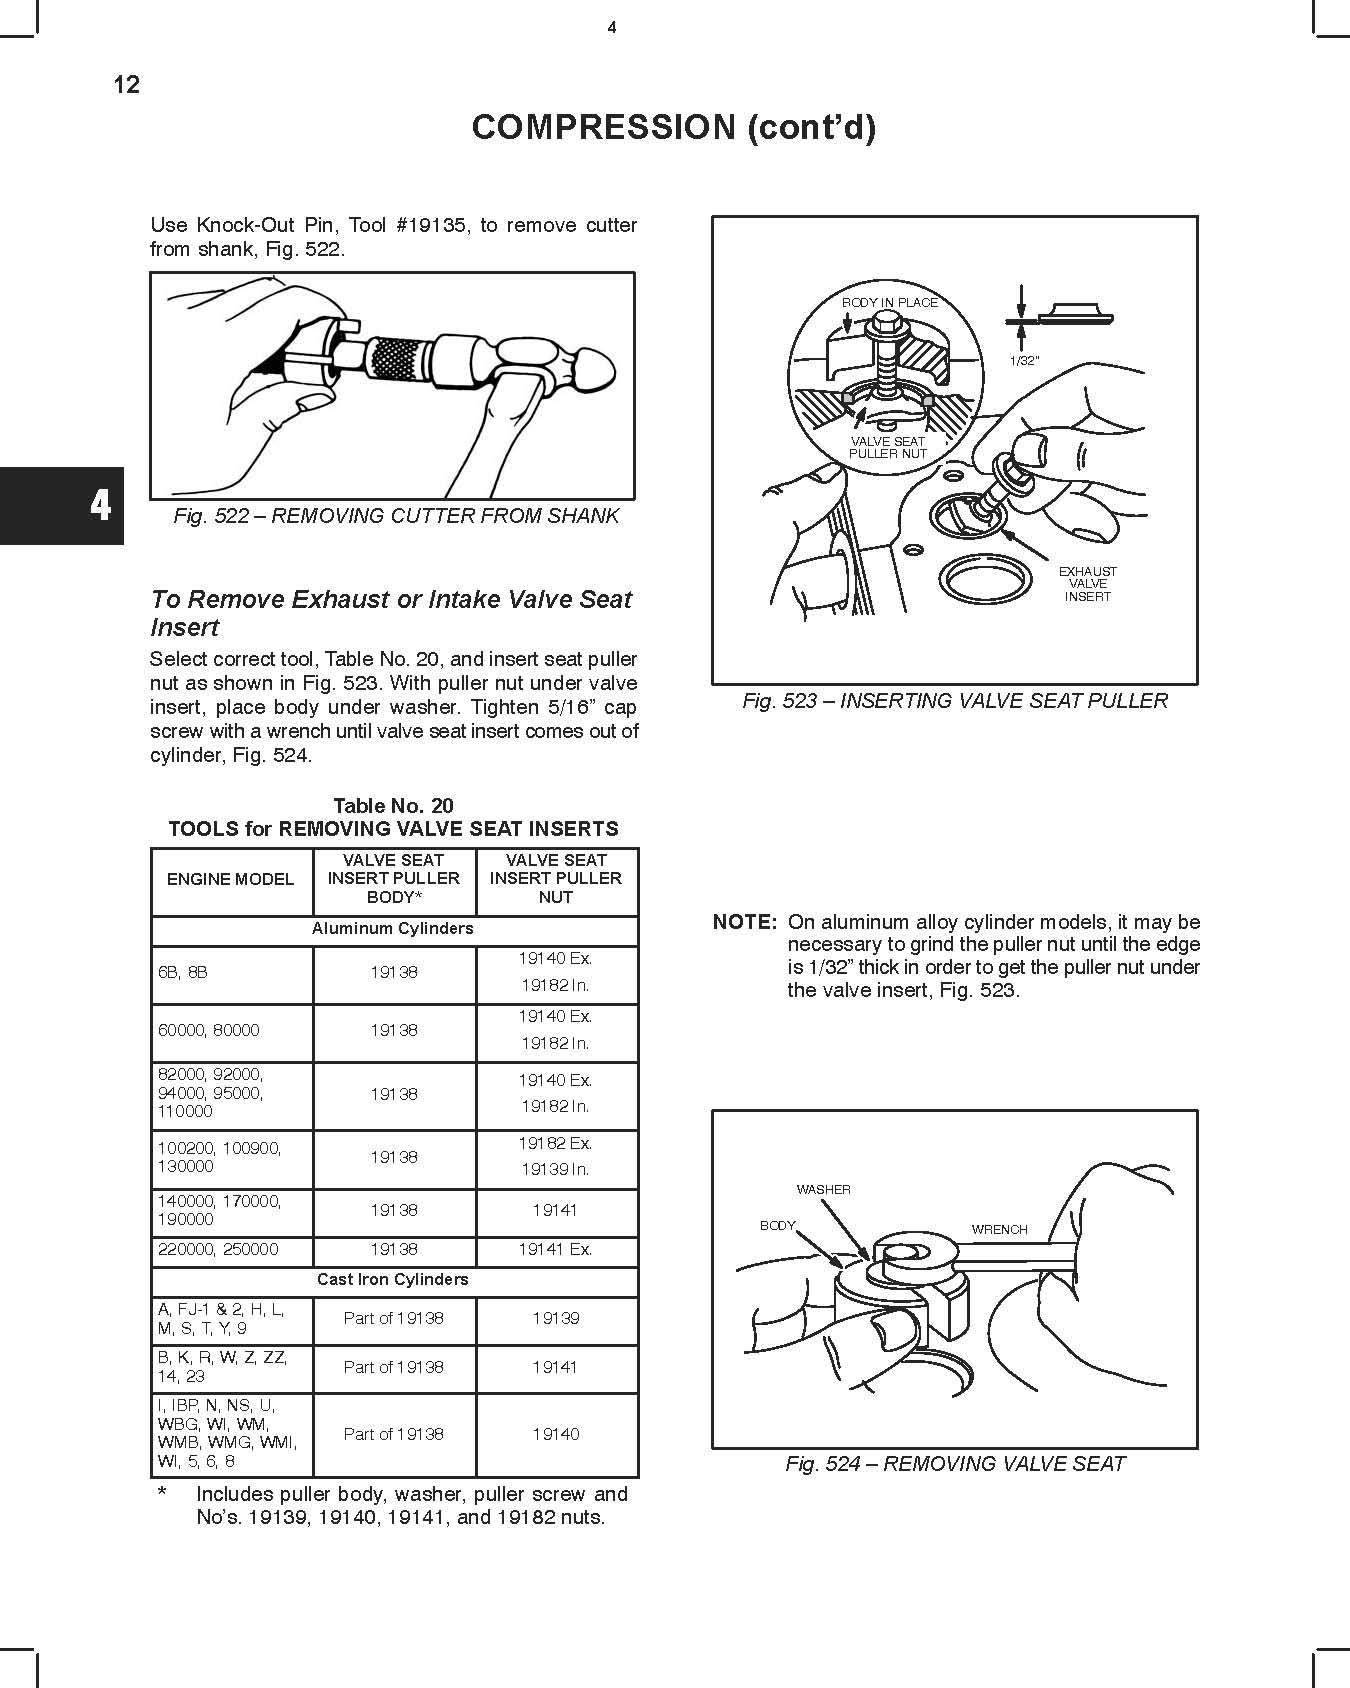 4
12
COMPRESSION (cont’d)
Use Knock-Out Pin, Tool #19135, to remove cutter
from shank, Fig. 522.
Fig. 522 – REMOVING CUTTER FROM SHANK
4
To Remove Exhaust or Intake Valve Seat
Insert
Select correct tool, Table No. 20, and insert seat puller
nut as shown in Fig. 523. With puller nut under valve
insert, place body under washer. Tighten 5/16” cap
screw with a wrench until valve seat insert comes out of
cylinder, Fig. 524.
Table No. 20
TOOLS for REMOVING VALVE SEAT INSERTS
ENGINE MODEL
VALVE SEAT
INSERT PULLER
BODY*
VALVE SEAT
INSERT PULLER
NUT
Aluminum Cylinders
6B, 8B
19138
19140 Ex.
19182 In.
60000, 80000
19138
19140 Ex.
19182 In.
82000, 92000,
94000, 95000,
110000
19138
19140 Ex.
19182 In.
100200, 100900,
130000
19138
19182 Ex.
19139 In.
140000, 170000,
190000
19138
19141
220000, 250000
19138
19141 Ex.
Cast Iron Cylinders
A, FJ-1 & 2, H, L,
M, S, T, Y, 9
Part of 19138
19139
B, K, R, W, Z, ZZ,
14, 23
Part of 19138
19141
I, IBP, N, NS, U,
WBG, WI, WM,
WMB, WMG, WMI,
WI, 5, 6, 8
Part of 19138
19140
* Includes puller body, washer, puller screw and
No’s. 19139, 19140, 19141, and 19182 nuts.
BODY IN PLACE
1/32”
VALVE SEAT
PULLER NUT
EXHAUST
VALVE
INSERT
Fig. 523 – INSERTING VALVE SEAT PULLER
NOTE: On aluminum alloy cylinder models, it may be
necessary to grind the puller nut until the edge
is 1/32” thick in order to get the puller nut under
the valve insert, Fig. 523.
WASHER
BODY
WRENCH
Fig. 524 – REMOVING VALVE SEAT